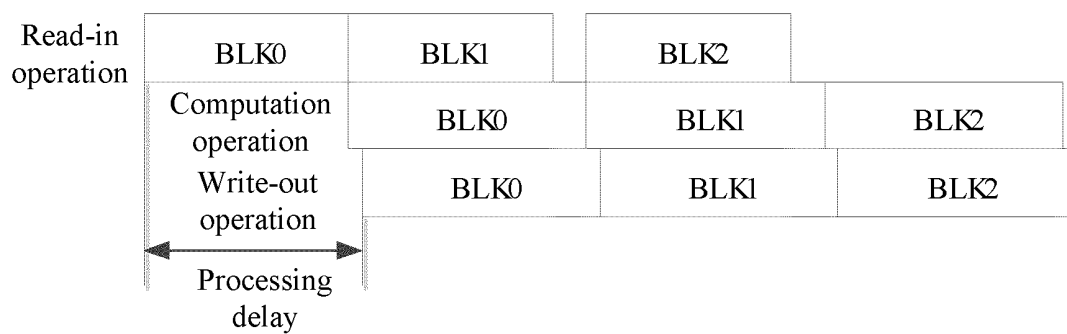 Read-in
operation
BLK0 BLK1 BLK2
Computation
operation
BLK0 BLK1 BLK2
Write-out
operation
BLK0 BLK1 BLK2
Processing
delay